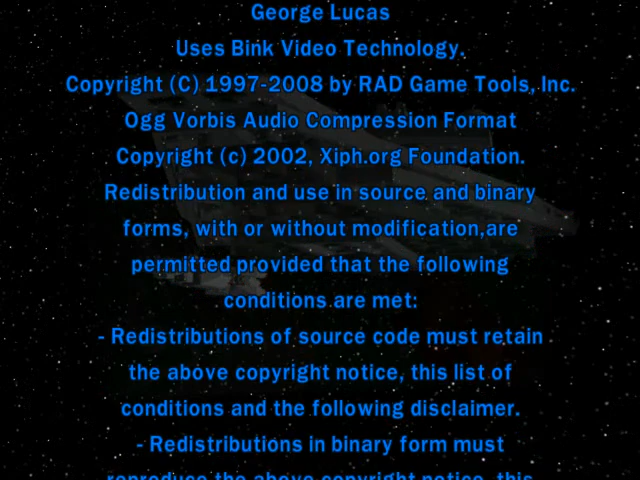 George Lucas
Uses Bink Video Technology.
Copyright (C) 1997-2008 by RAD Game Tools, Inc.
Ogg Vorbis Audio Compression Format
Copyright (c) 2002, Xiph.org Foundation.
Redistribution and use in source and binary
forms, with or without modification,are
permitted provided that the following
conditions are met:
- Redistributions of source code must retain
the above copyright notice, this list of
conditions and the following disclaimer.
- Redistributions in binary form must
reproduce the above copyright notice, this